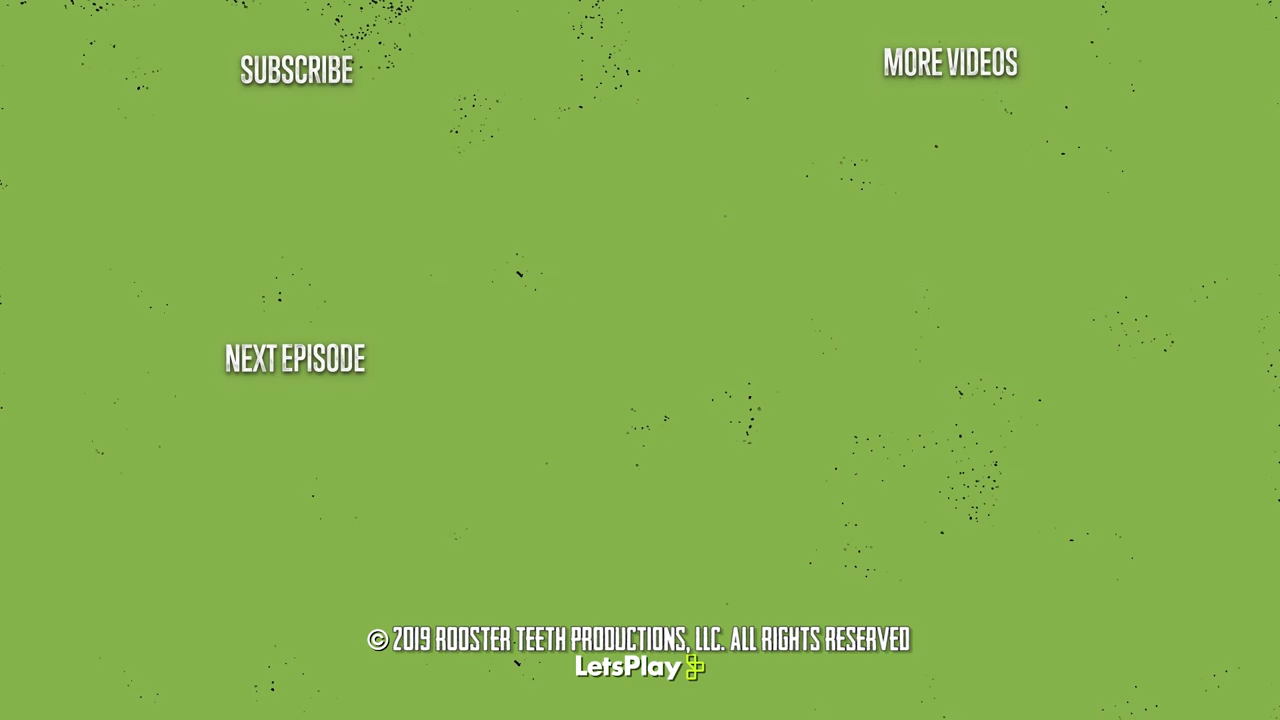 SUBSCRIBE
MORE VIDEOS
NEXT EPISODE
© 2019 ROOSTER TEETH PRODUCTIONS, LLC. ALL RIGHTS RESERVED
LetsPlay